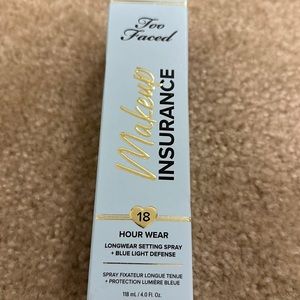 Too
Faced
Makeup
INSURANCE
18
HOUR WEAR
LONGWEAR SETTING SPRAY
+ BLUE LIGHT DEFENSE
SPRAY FIXATEUR LONGUE TENUE
+ PROTECTION LUMIÈRE BLEUE
118 mL / 4.0 Fl. Oz.